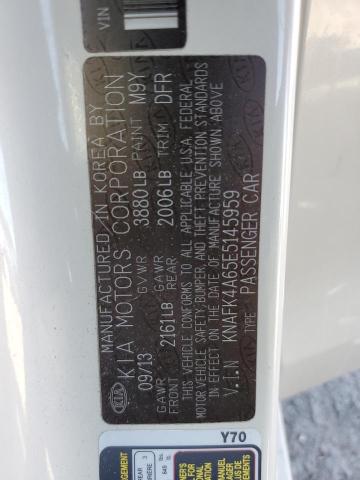 VIN
MANUFACTURED IN KOREA BY
KIA MOTORS CORPORATION
09/13 GVWR 3880LB PAINT M9Y
GAWR FRONT 2161LB GAWR REAR 2006LB TRIM DFR
THIS VEHICLE CONFORMS TO ALL APPLICABLE U.S.A. FEDERAL
MOTOR VEHICLE SAFETY, BUMPER, AND THEFT PREVENTION STANDARDS
IN EFFECT ON THE DATE OF MANUFACTURE SHOWN ABOVE
V.I.N KNAFK4A65E5145959
TYPE PASSENGER CAR
KIA
Y70